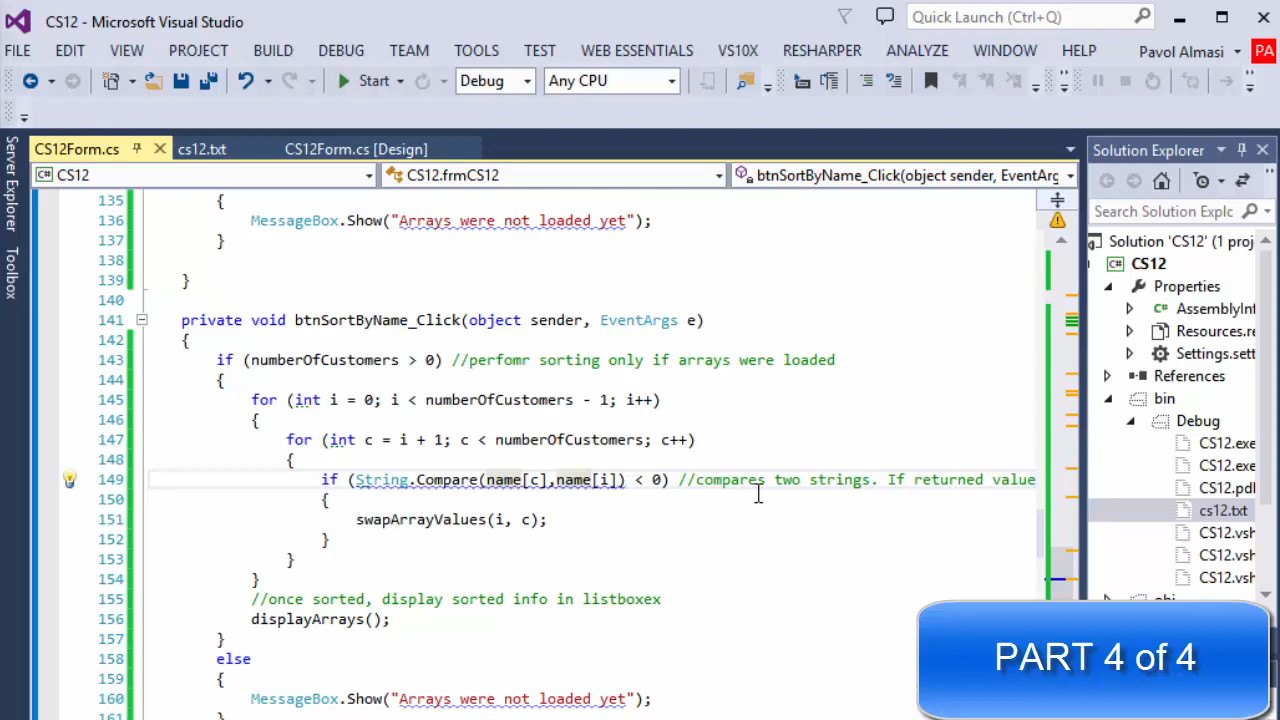 CS12 - Microsoft Visual Studio
Quick Launch (Ctrl+Q)
FILE EDIT VIEW PROJECT BUILD DEBUG TEAM TOOLS TEST WEB ESSENTIALS VS10X RESHARPER ANALYZE WINDOW HELP Pavol Almasi PA
Start Debug Any CPU
CS12Form.cs cs12.txt CS12Form.cs [Design]
CS12 CS12.frmCS12 btnSortByName_Click(object sender, EventArg
Server Explorer
Toolbox
135 {
136 MessageBox.Show("Arrays were not loaded yet");
137 }
138
139 }
140
141 private void btnSortByName_Click(object sender, EventArgs e)
142 {
143 if (numberOfCustomers > 0) //perfomr sorting only if arrays were loaded
144 {
145 for (int i = 0; i < numberOfCustomers - 1; i++)
146 {
147 for (int c = i + 1; c < numberOfCustomers; c++)
148 {
149 if (String.Compare(name[c],name[i]) < 0) //compares two strings. If returned value
150 {
151 swapArrayValues(i, c);
152 }
153 }
154 }
155 //once sorted, display sorted info in listboxex
156 displayArrays();
157 }
158 else
159 {
160 MessageBox.Show("Arrays were not loaded yet");
161 }
Solution Explorer
Search Solution Explc
Solution 'CS12' (1 proj
C# CS12
Properties
AssemblyInf
Resources.re
Settings.sett
References
bin
Debug
CS12.exe
CS12.exe
CS12.pdl
cs12.txt
CS12.vsh
CS12.vsh
CS12.vsh
obj
PART 4 of 4